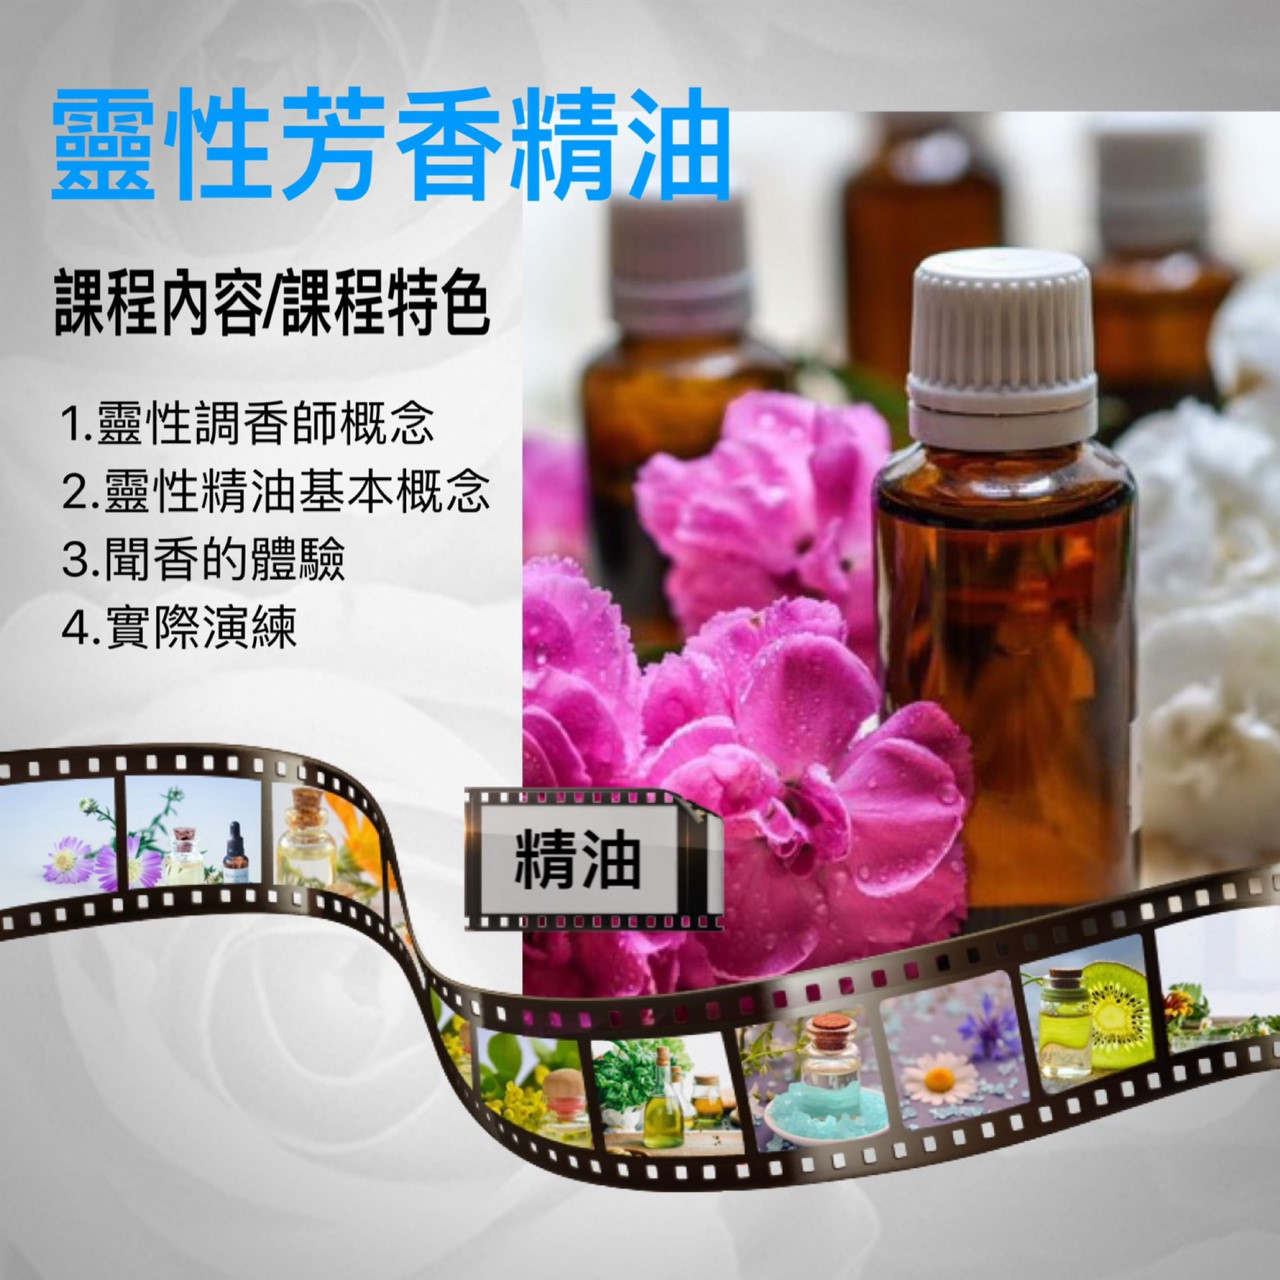 靈性芳香精油
課程內容/課程特色
1.靈性調香師概念
2.靈性精油基本概念
3.聞香的體驗
4.實際演練
精油